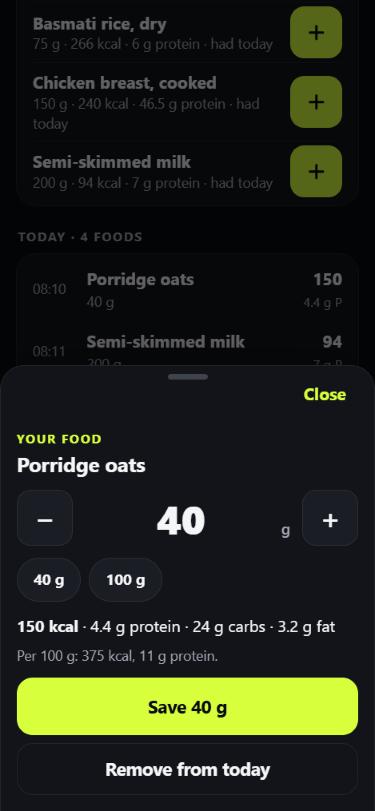 Basmati rice, dry
75 g · 266 kcal · 6 g protein · had today
+
Chicken breast, cooked
150 g · 240 kcal · 46.5 g protein · had
today
+
Semi-skimmed milk
200 g · 94 kcal · 7 g protein · had today
+
TODAY · 4 FOODS
08:10 Porridge oats 150
40 g 4.4 g P
08:11 Semi-skimmed milk 94
200 g 7 g P
Close
YOUR FOOD
Porridge oats
− 40 g +
40 g 100 g
150 kcal · 4.4 g protein · 24 g carbs · 3.2 g fat
Per 100 g: 375 kcal, 11 g protein.
Save 40 g
Remove from today